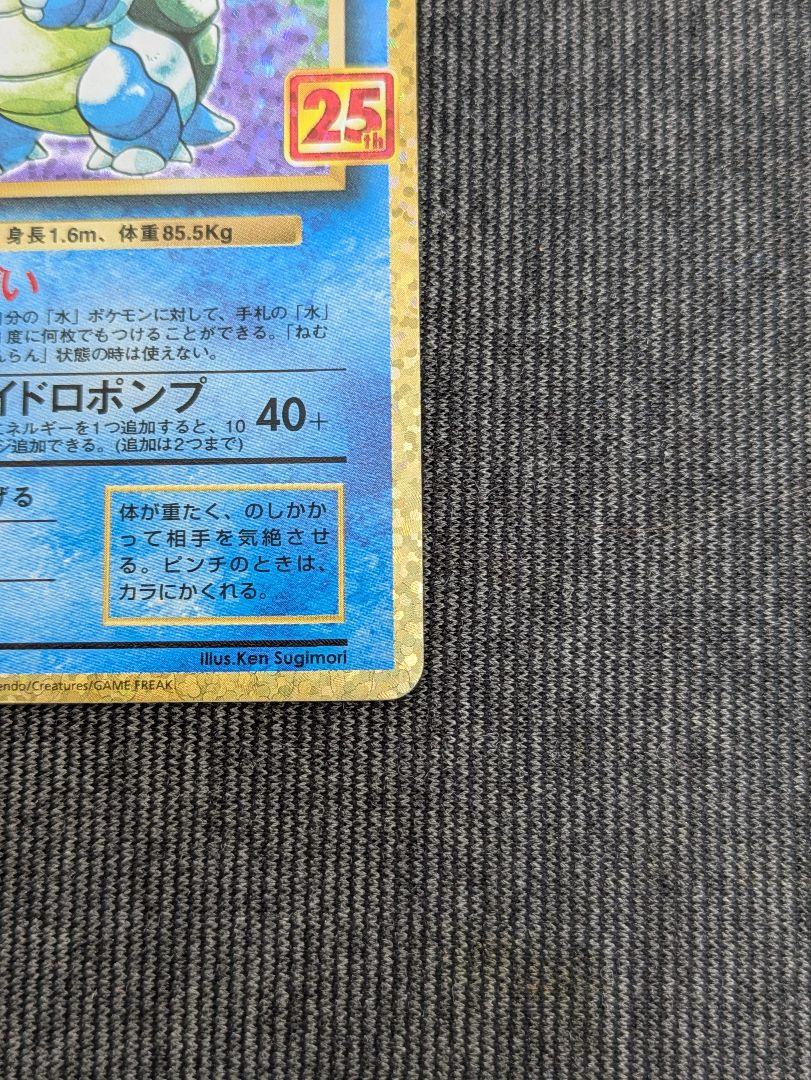 25th
身長1.6m、体重85.5Kg
い
分の「水」ポケモンに対して、手札の「水」
度に何枚でもつけることができる。「ねむ
らん」状態の時は使えない。
イドロポンプ 40+
ネルギーを1つ追加すると、10
追加できる。(追加は2つまで)
げる
体が重たく、のしかか
って相手を気絶させ
る。ピンチのときは、
カラにかくれる。
Illus.Ken Sugimori
endo/Creatures/GAME FREAK